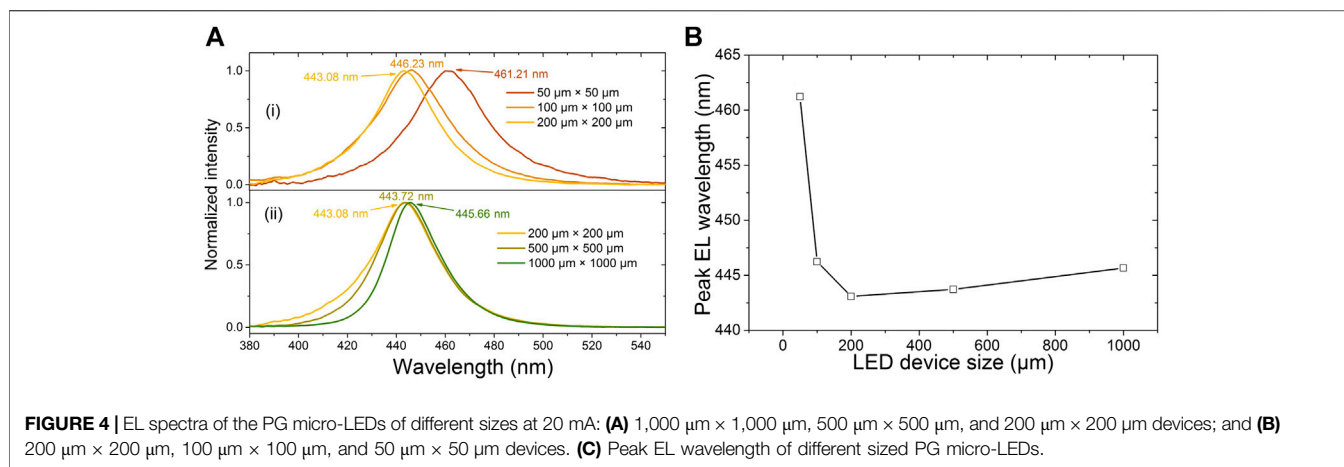 A
446.23 nm
443.08 nm
461.21 nm
1.0
(i)
50 µm × 50 µm
100 µm × 100 µm
200 µm × 200 µm
0.5
0.0
443.72 nm
1.0
(ii)
443.08 nm
445.66 nm
200 µm × 200 µm
500 µm × 500 µm
1000 µm × 1000 µm
0.5
0.0
Normalized intensity
380 400 420 440 460 480 500 520 540
Wavelength (nm)
B
465
460
455
450
445
440
Peak EL wavelength (nm)
0 200 400 600 800 1000
LED device size (µm)
FIGURE 4 | EL spectra of the PG micro-LEDs of different sizes at 20 mA: (A) 1,000 µm × 1,000 µm, 500 µm × 500 µm, and 200 µm × 200 µm devices; and (B)
200 µm × 200 µm, 100 µm × 100 µm, and 50 µm × 50 µm devices. (C) Peak EL wavelength of different sized PG micro-LEDs.